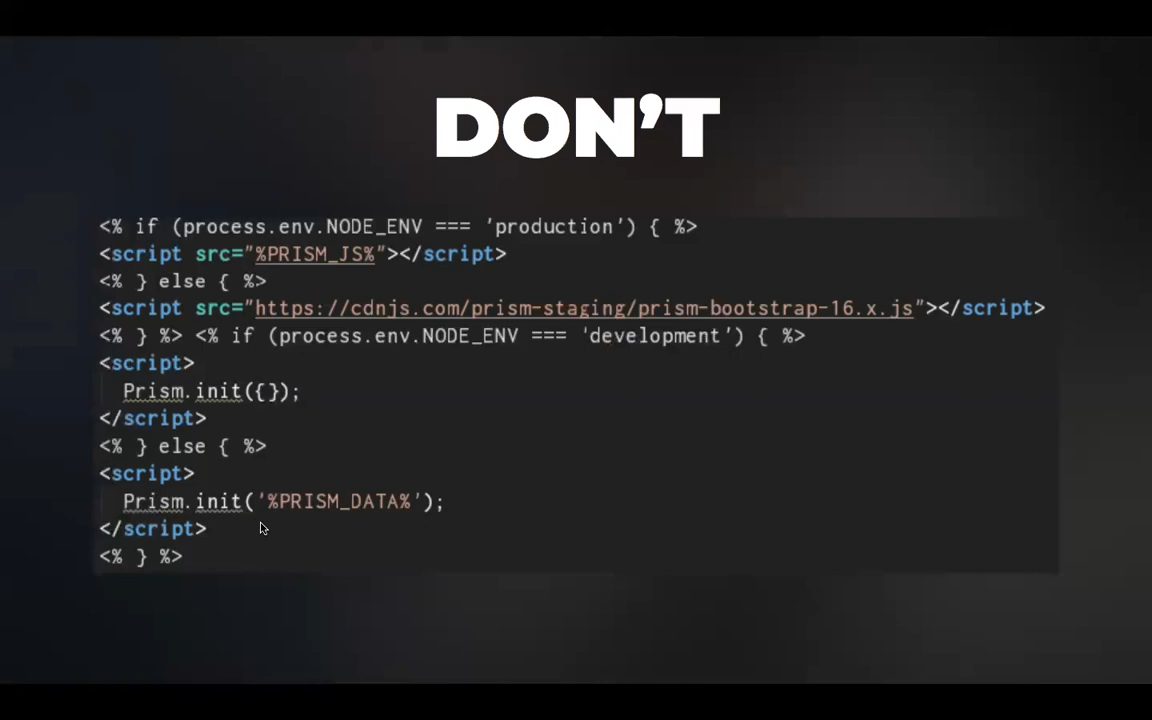 DON’T
<% if (process.env.NODE_ENV === 'production') { %>
<script src="%PRISM_JS%"></script>
<% } else { %>
<script src="https://cdnjs.com/prism-staging/prism-bootstrap-16.x.js"></script>
<% } %> <% if (process.env.NODE_ENV === 'development') { %>
<script>
Prism.init({});
</script>
<% } else { %>
<script>
Prism.init('%PRISM_DATA%');
</script>
<% } %>